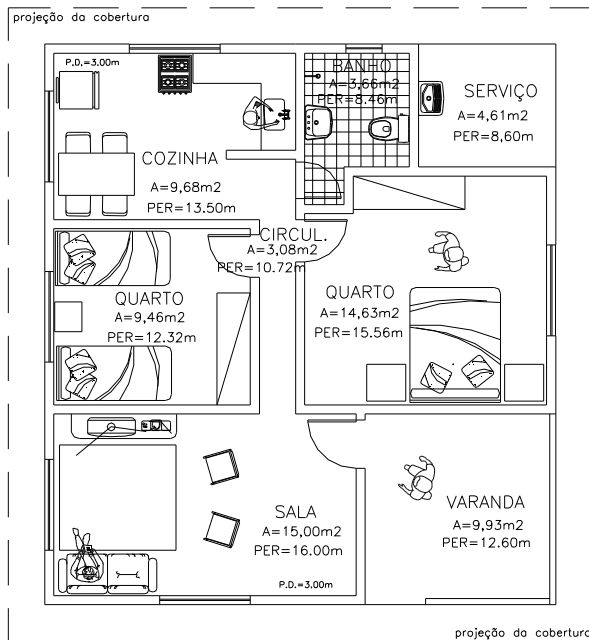 projeção da cobertura
P.D.=3.00m
BANHO
A=3,66m2
PER=8.46m
SERVIÇO
A=4,61m2
PER=8,60m
COZINHA
A=9,68m2
PER=13.50m
CIRCUL.
A=3,08m2
PER=10.72m
QUARTO
A=9,46m2
PER=12.32m
QUARTO
A=14,63m2
PER=15.56m
SALA
A=15,00m2
PER=16.00m
P.D.=3.00m
VARANDA
A=9,93m2
PER=12.60m
projeção da cobertura